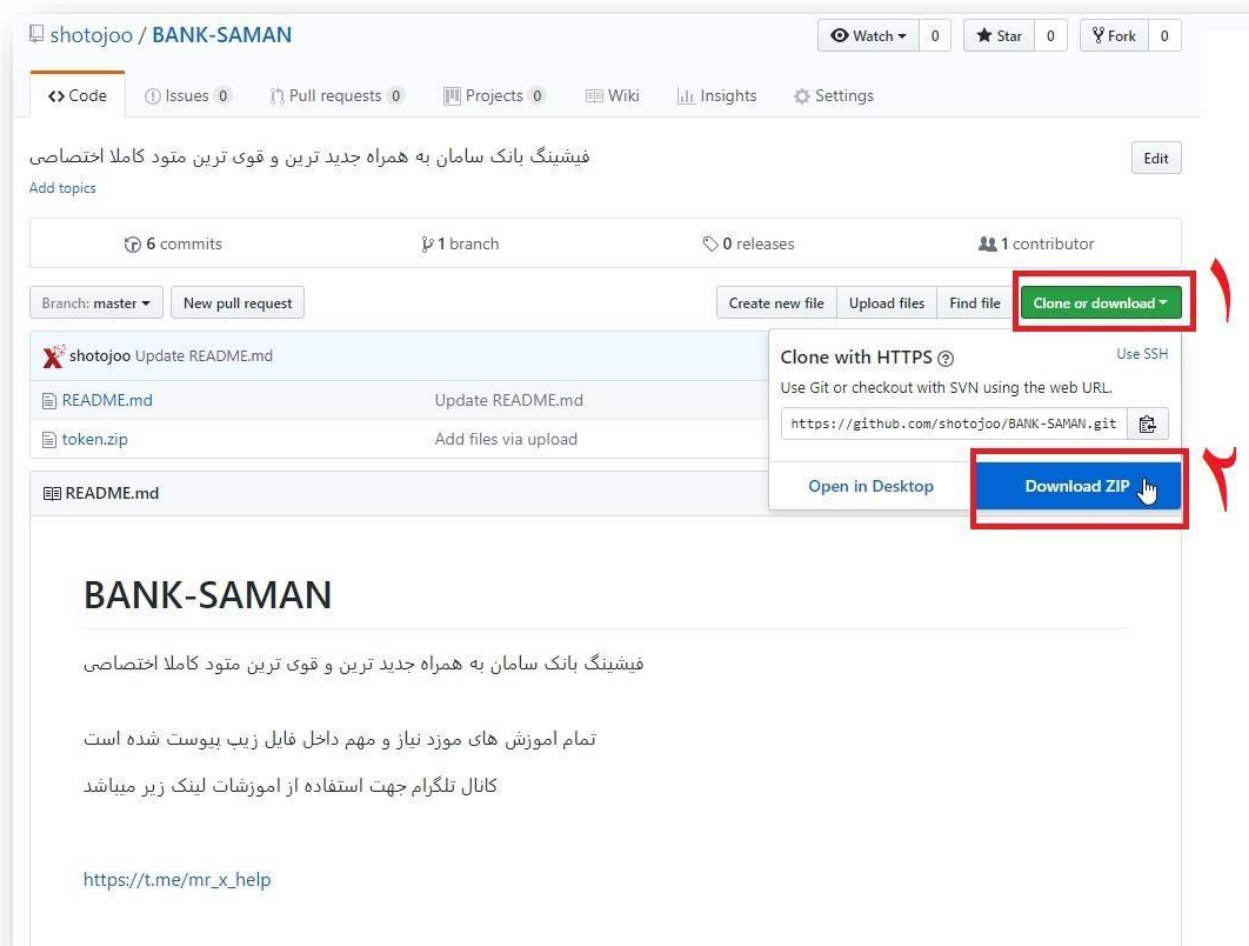 shotojoo / BANK-SAMAN
Watch 0 Star 0 Fork 0
Code Issues 0 Pull requests 0 Projects 0 Wiki Insights Settings
فیشینگ بانک سامان به همراه جدید ترین و قوی ترین متود کاملا اختصاصی
Edit
Add topics
6 commits 1 branch 0 releases 1 contributor
۱
Branch: master New pull request Create new file Upload files Find file Clone or download
shotojoo Update README.md
Clone with HTTPS Use SSH
Use Git or checkout with SVN using the web URL.
README.md Update README.md
https://github.com/shotojoo/BANK-SAMAN.git
token.zip Add files via upload
۲
Open in Desktop Download ZIP
README.md
BANK-SAMAN
فیشینگ بانک سامان به همراه جدید ترین و قوی ترین متود کاملا اختصاصی
تمام اموزش های موزد نیاز و مهم داخل فایل زیپ پیوست شده است
کانال تلگرام جهت استفاده از اموزشات لینک زیر میباشد
https://t.me/mr_x_help